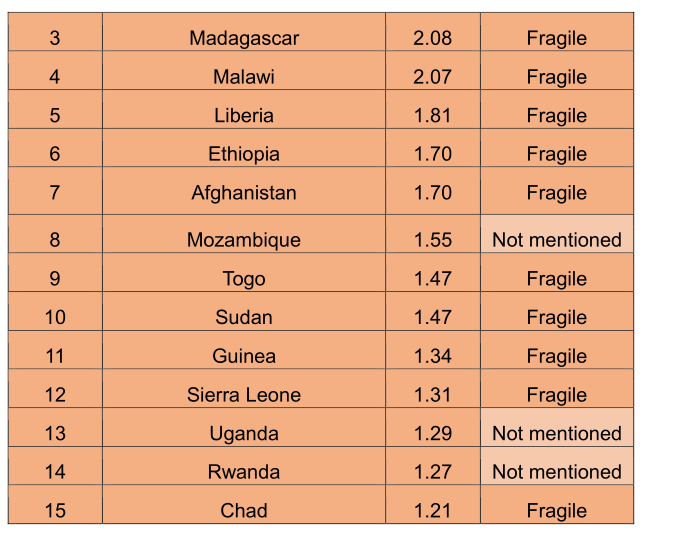 3 Madagascar 2.08 Fragile
4 Malawi 2.07 Fragile
5 Liberia 1.81 Fragile
6 Ethiopia 1.70 Fragile
7 Afghanistan 1.70 Fragile
8 Mozambique 1.55 Not mentioned
9 Togo 1.47 Fragile
10 Sudan 1.47 Fragile
11 Guinea 1.34 Fragile
12 Sierra Leone 1.31 Fragile
13 Uganda 1.29 Not mentioned
14 Rwanda 1.27 Not mentioned
15 Chad 1.21 Fragile